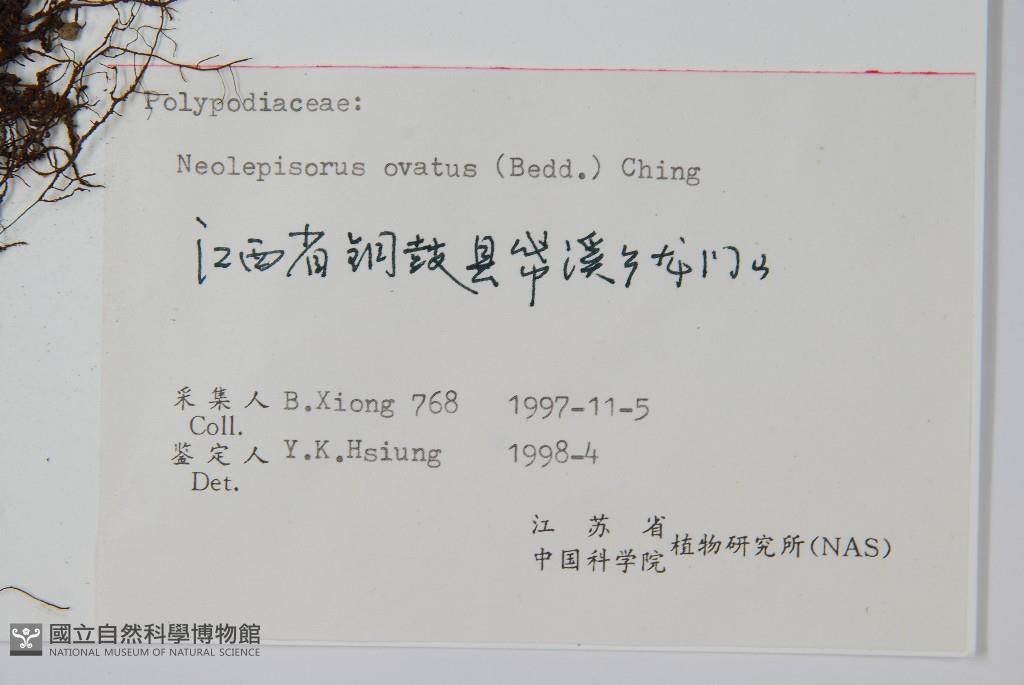 Polypodiaceae:
Neolepisorus ovatus (Bedd.) Ching
江西省铜鼓县带溪乡龙门山
采集人 B.Xiong 768 1997-11-5
Coll.
鉴定人 Y.K.Hsiung 1998-4
Det.
江苏省
中国科学院 植物研究所(NAS)
國立自然科學博物館
NATIONAL MUSEUM OF NATURAL SCIENCE